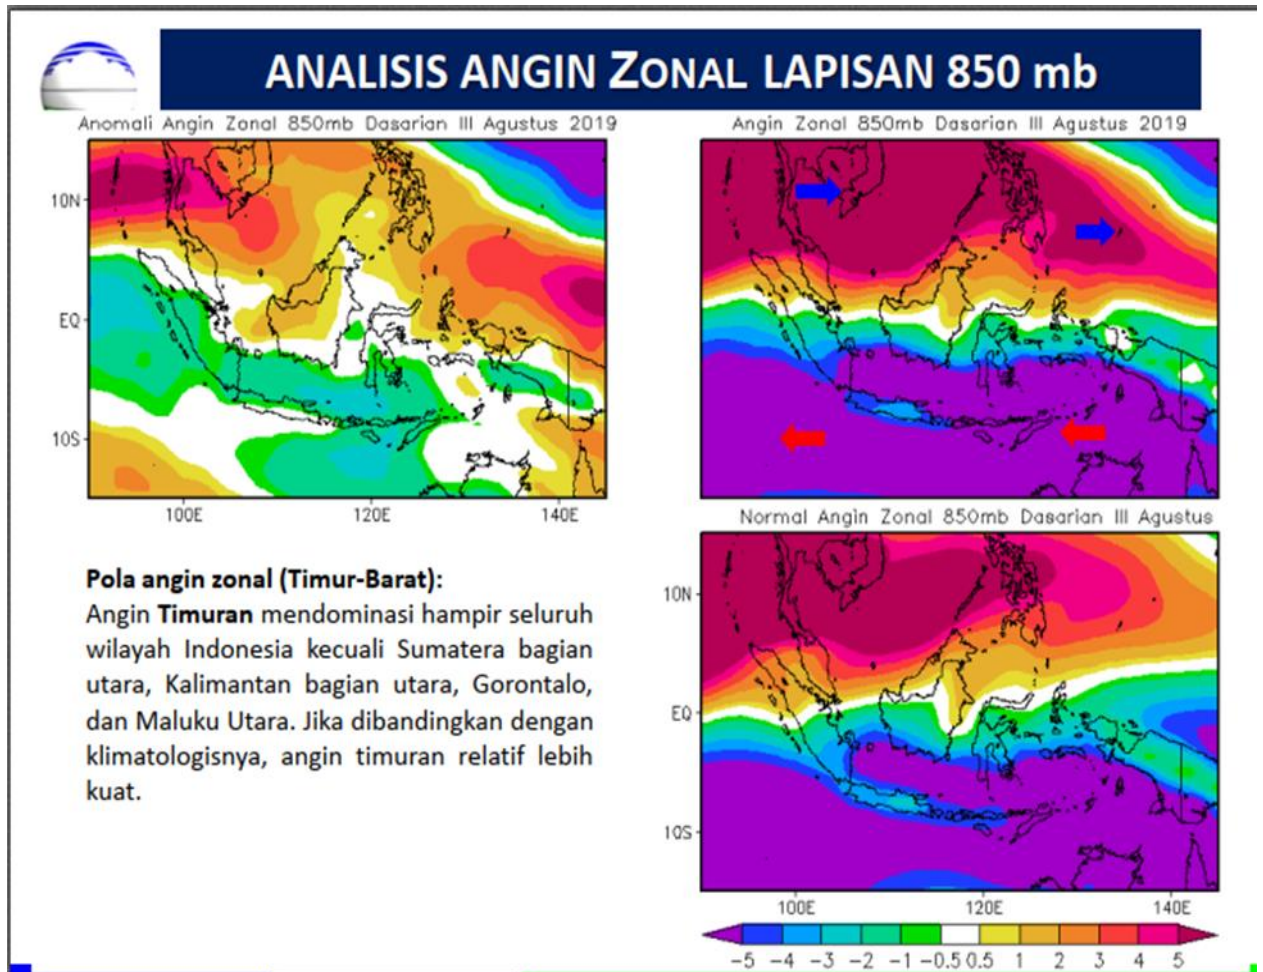 ANALISIS ANGIN ZONAL LAPISAN 850 mb
Anomali Angin Zonal 850mb Dasarian III Agustus 2019
10N
EQ
10S
100E 120E 140E
Angin Zonal 850mb Dasarian III Agustus 2019
Normal Angin Zonal 850mb Dasarian III Agustus
10N
EQ
10S
100E 120E 140E
-5 -4 -3 -2 -1 -0.5 0.5 1 2 3 4 5
Pola angin zonal (Timur-Barat):
Angin Timuran mendominasi hampir seluruh
wilayah Indonesia kecuali Sumatera bagian
utara, Kalimantan bagian utara, Gorontalo,
dan Maluku Utara. Jika dibandingkan dengan
klimatologisnya, angin timuran relatif lebih
kuat.